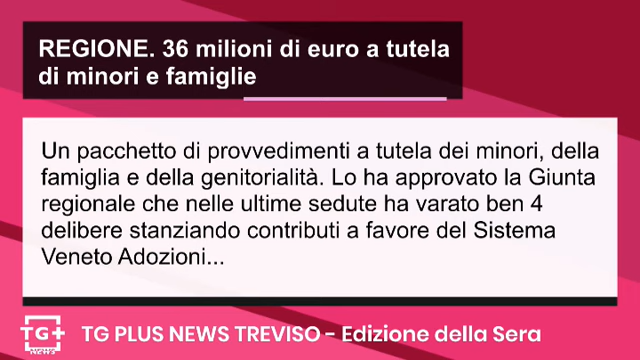 REGIONE. 36 milioni di euro a tutela
di minori e famiglie
Un pacchetto di provvedimenti a tutela dei minori, della
famiglia e della genitorialità. Lo ha approvato la Giunta
regionale che nelle ultime sedute ha varato ben 4
delibere stanziando contributi a favore del Sistema
Veneto Adozioni...
TG+
NEWS
TG PLUS NEWS TREVISO - Edizione della Sera